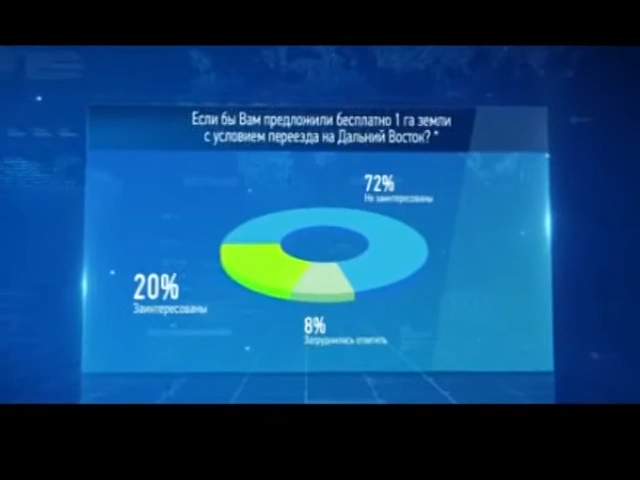 Если бы Вам предложили бесплатно 1 га земли
с условием переезда на Дальний Восток? *
72%
Не заинтересованы
20%
Заинтересованы
8%
Затруднились ответить